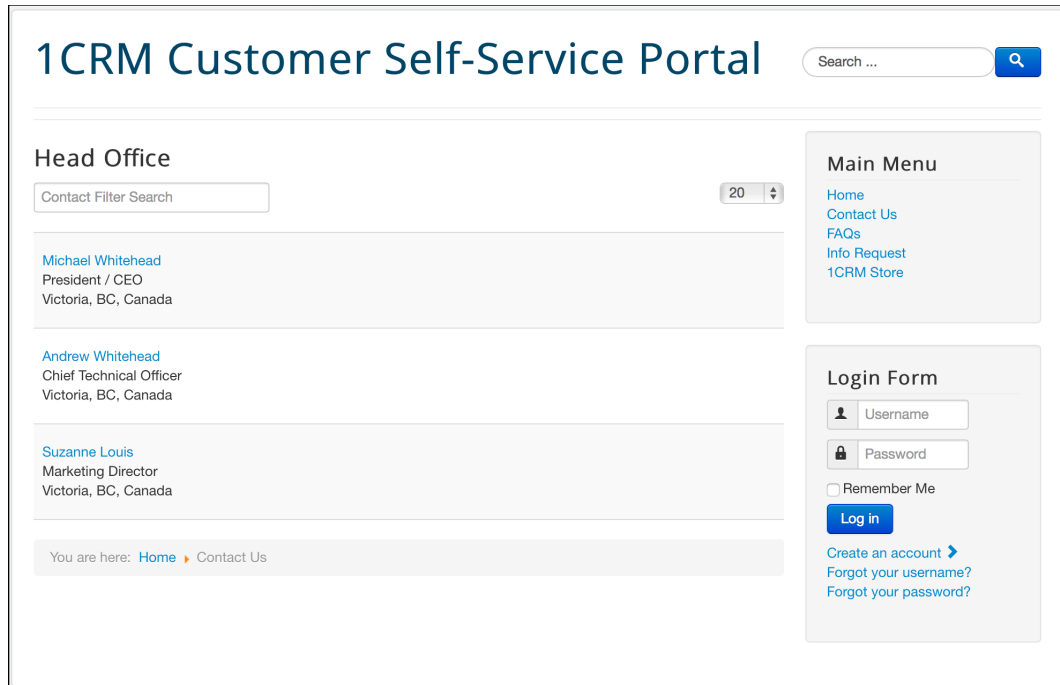 1CRM Customer Self-Service Portal
Search ...
Head Office
Contact Filter Search
20
Michael Whitehead
President / CEO
Victoria, BC, Canada
Andrew Whitehead
Chief Technical Officer
Victoria, BC, Canada
Suzanne Louis
Marketing Director
Victoria, BC, Canada
You are here: Home Contact Us
Main Menu
Home
Contact Us
FAQs
Info Request
1CRM Store
Login Form
Username
Password
Remember Me
Log in
Create an account
Forgot your username?
Forgot your password?